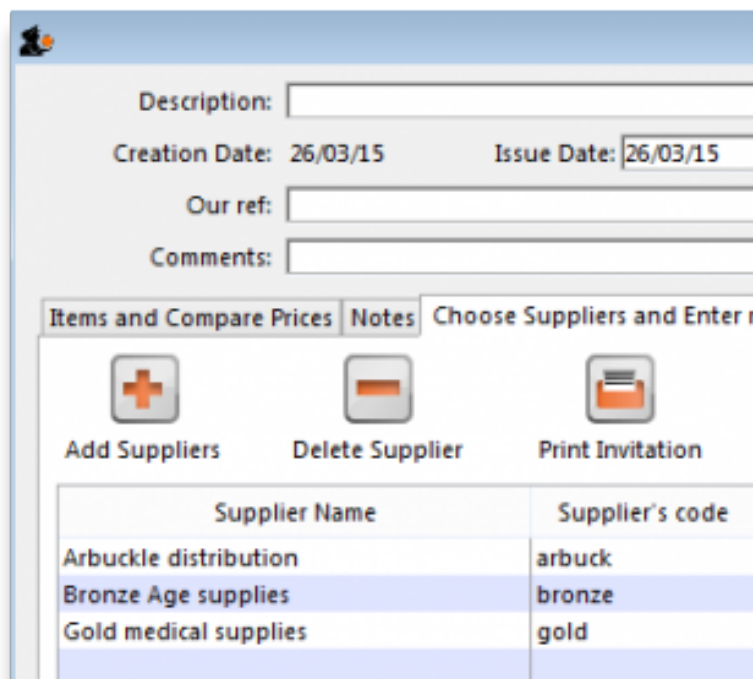 Description:
Creation Date: 26/03/15 Issue Date: 26/03/15
Our ref:
Comments:
Items and Compare Prices Notes Choose Suppliers and Enter
Add Suppliers Delete Supplier Print Invitation
Supplier Name Supplier's code
Arbuckle distribution arbuck
Bronze Age supplies bronze
Gold medical supplies gold